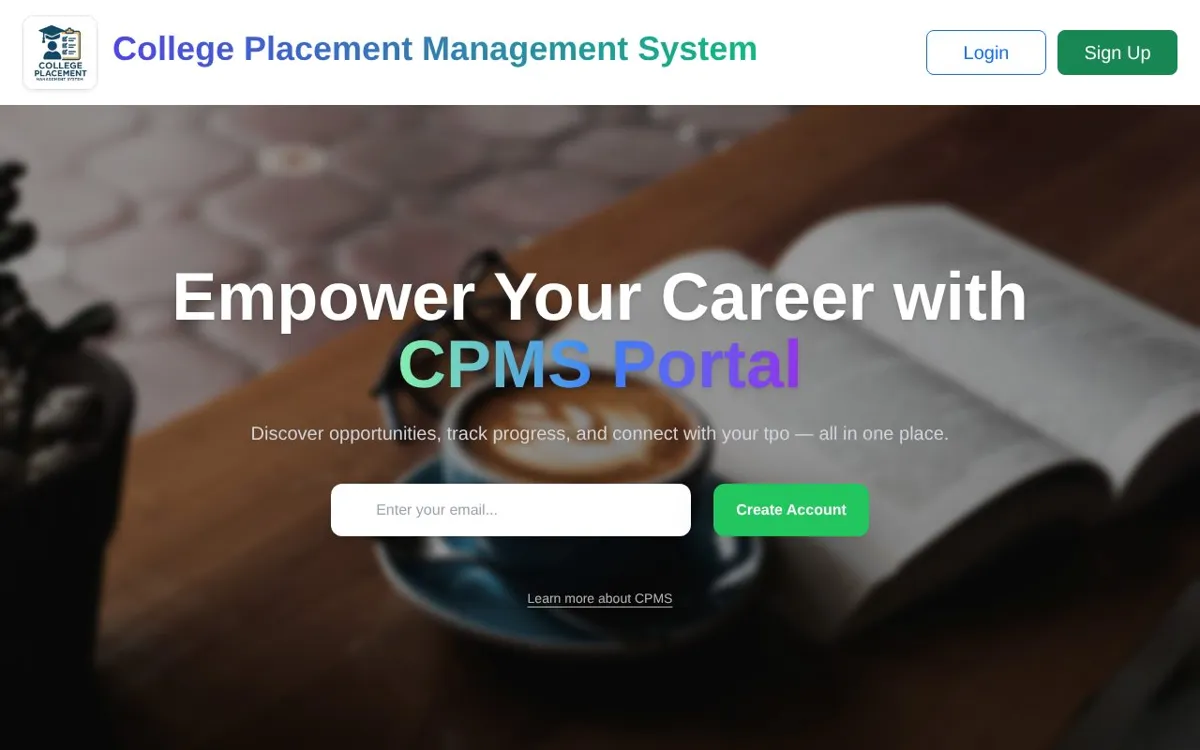 COLLEGE
PLACEMENT
MANAGEMENT SYSTEM
College Placement Management System
Login
Sign Up
Empower Your Career with
CPMS Portal
Discover opportunities, track progress, and connect with your tpo — all in one place.
Enter your email...
Create Account
Learn more about CPMS